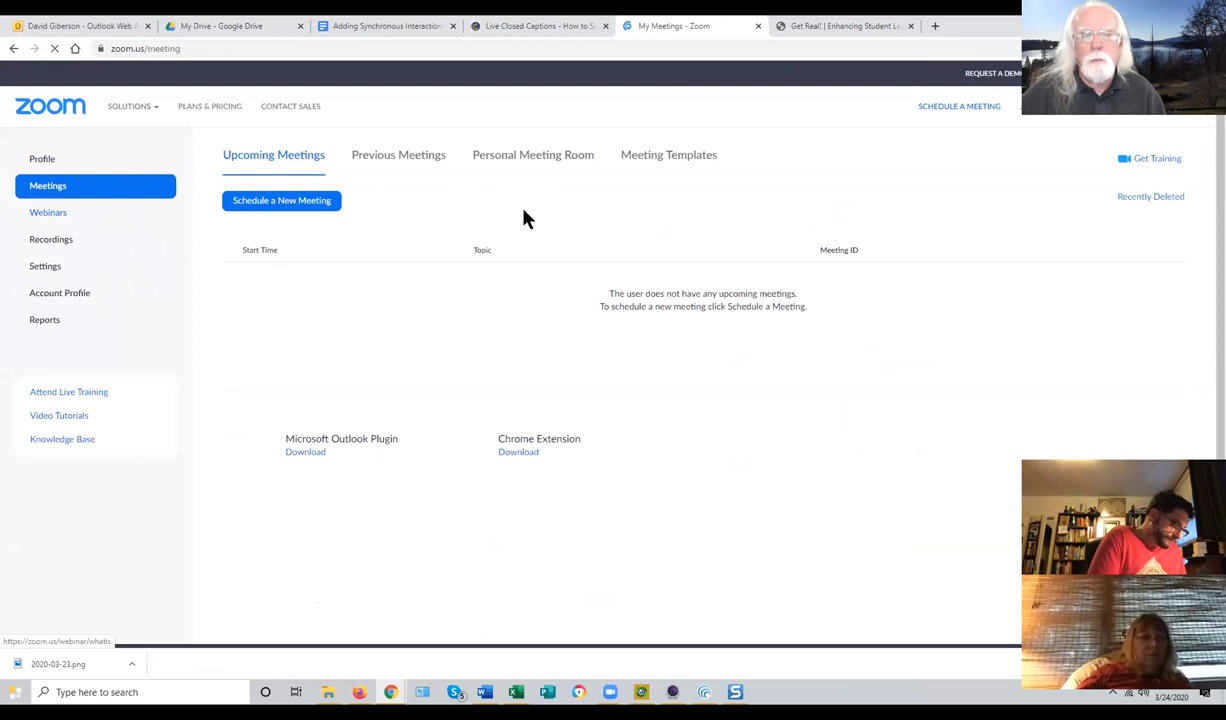 David Giberson - Outlook Web A
My Drive - Google Drive
Adding Synchronous Interaction
Live Closed Captions - How to S
My Meetings - Zoom
Get Real! | Enhancing Student Le
zoom.us/meeting
REQUEST A DEMO
zoom
SOLUTIONS
PLANS & PRICING
CONTACT SALES
SCHEDULE A MEETING
Profile
Meetings
Webinars
Recordings
Settings
Account Profile
Reports
Attend Live Training
Video Tutorials
Knowledge Base
Upcoming Meetings
Previous Meetings
Personal Meeting Room
Meeting Templates
Get Training
Schedule a New Meeting
Recently Deleted
Start Time
Topic
Meeting ID
The user does not have any upcoming meetings.
To schedule a new meeting click Schedule a Meeting.
Microsoft Outlook Plugin
Download
Chrome Extension
Download
https://zoom.us/webinar/whatis
2020-03-23.png
Type here to search
5
3/24/2020